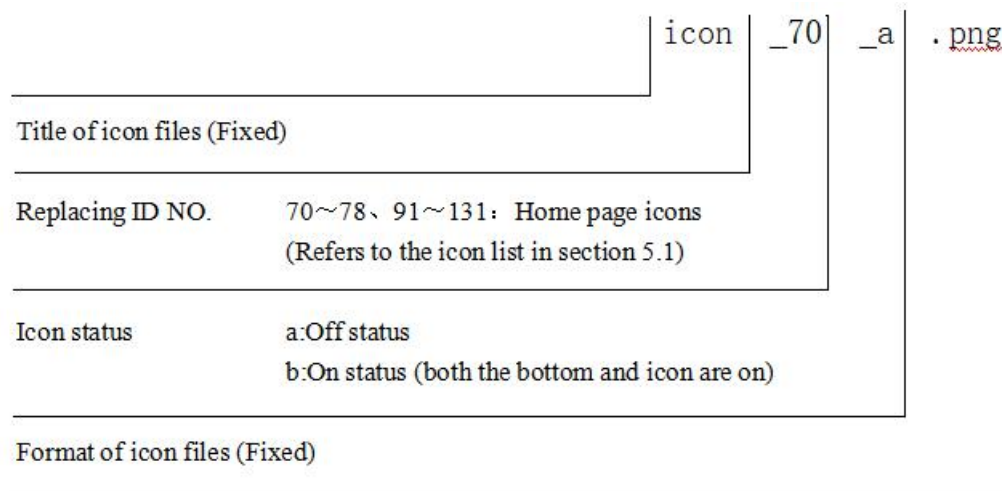 icon _70 _a .png
Title of icon files (Fixed)
Replacing ID NO. 70～78、91～131：Home page icons
(Refers to the icon list in section 5.1)
Icon status a:Off status
b:On status (both the bottom and icon are on)
Format of icon files (Fixed)